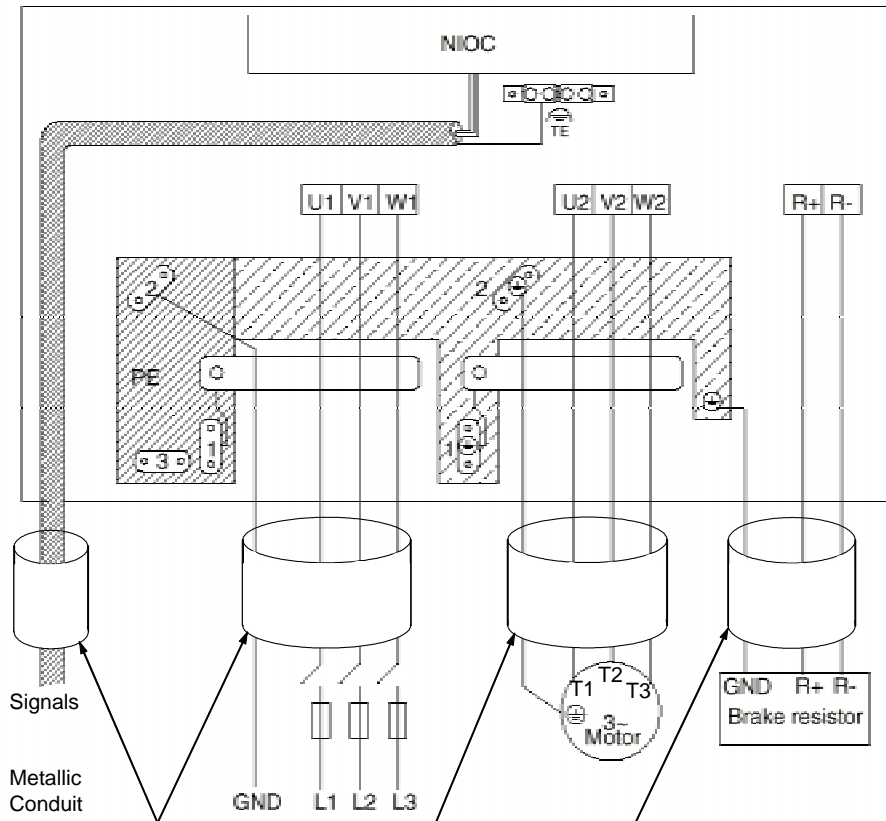 NIOC
TE
U1 V1 W1
U2 V2 W2
R+ R-
2
2
PE
1
3
1
Signals
T1 T2 T3
3~
Motor
GND R+ R-
Brake resistor
Metallic
Conduit
GND L1 L2 L3